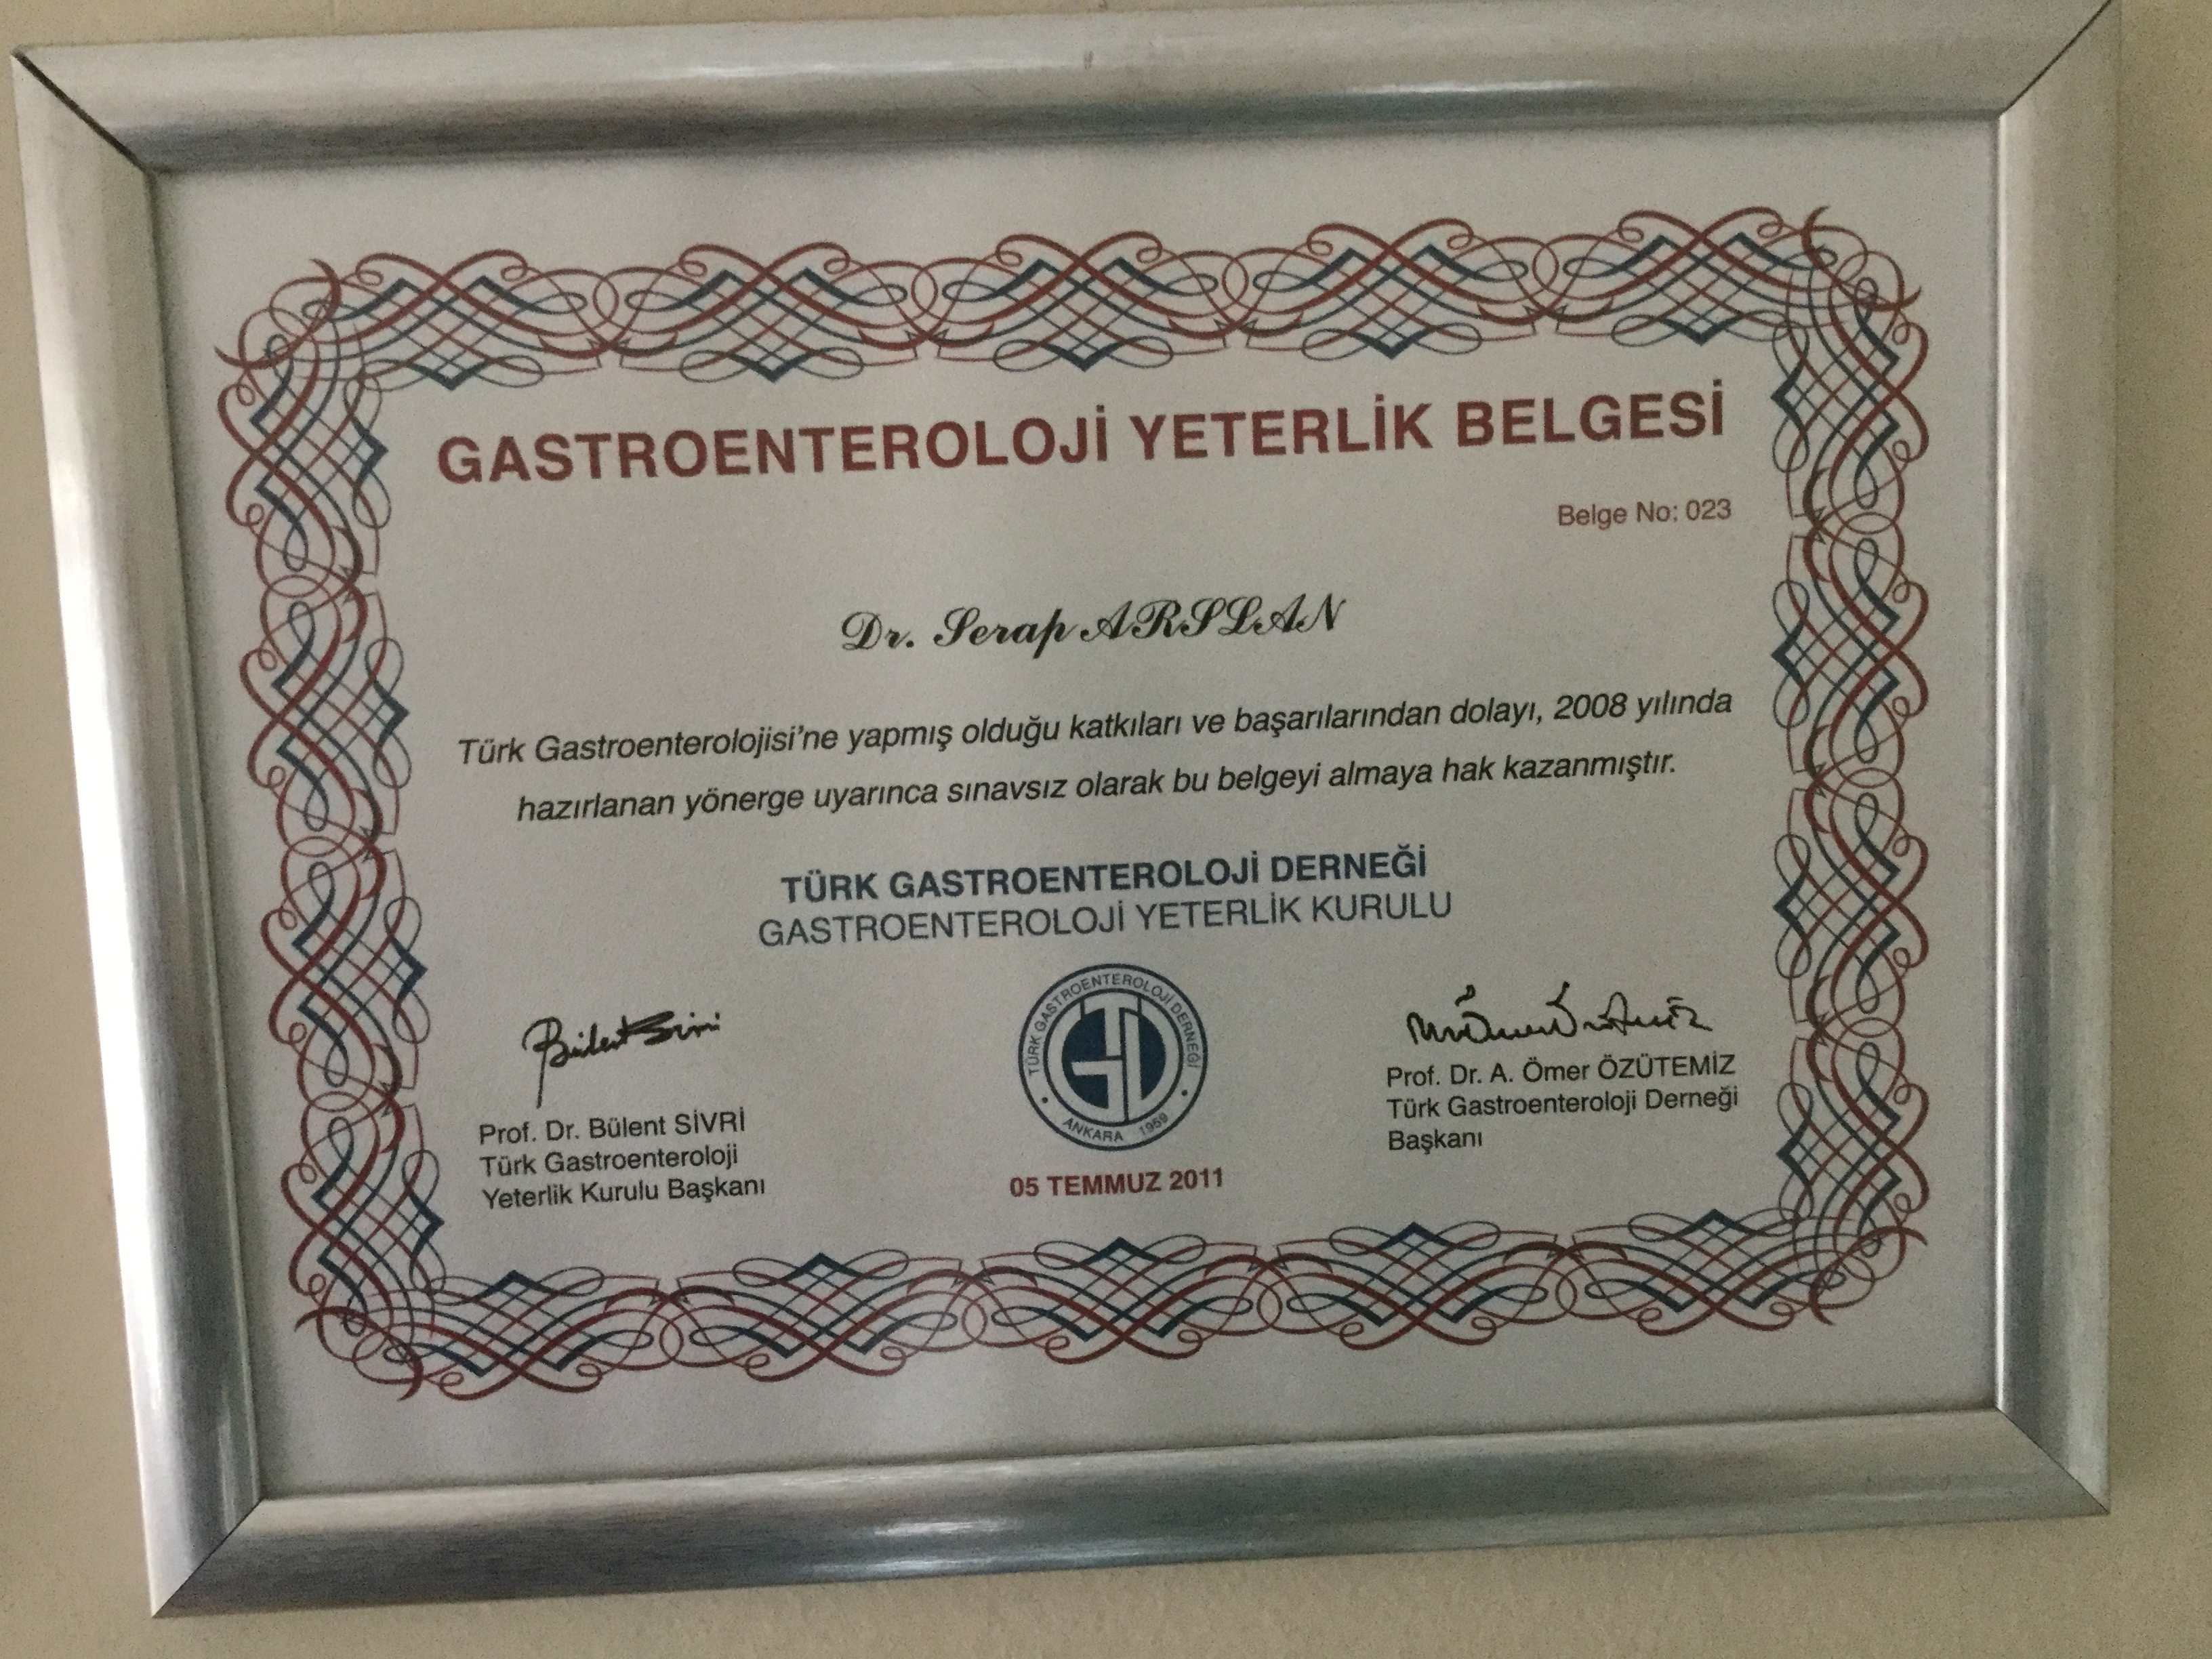 GASTROENTEROLOJİ YETERLİK BELGESİ
Belge No: 023
Dr. Serap ARSLAN
Türk Gastroenterolojisi'ne yapmış olduğu katkıları ve başarılarından dolayı, 2008 yılında
hazırlanan yönerge uyarınca sınavsız olarak bu belgeyi almaya hak kazanmıştır.
TÜRK GASTROENTEROLOJİ DERNEĞİ
GASTROENTEROLOJİ YETERLİK KURULU
Bülent Sivri
Prof. Dr. Bülent SİVRİ
Türk Gastroenteroloji
Yeterlik Kurulu Başkanı
TÜRK GASTROENTEROLOJİ DERNEĞİ
ANKARA 1959
05 TEMMUZ 2011
Prof. Dr. A. Ömer ÖZÜTEMİZ
Türk Gastroenteroloji Derneği
Başkanı